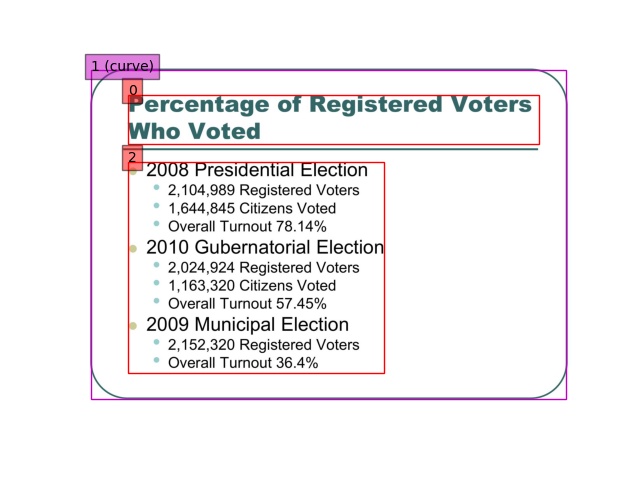 1 (curve)
0
Percentage of Registered Voters
Who Voted
2
2008 Presidential Election
2,104,989 Registered Voters
1,644,845 Citizens Voted
Overall Turnout 78.14%
2010 Gubernatorial Election
2,024,924 Registered Voters
1,163,320 Citizens Voted
Overall Turnout 57.45%
2009 Municipal Election
2,152,320 Registered Voters
Overall Turnout 36.4%